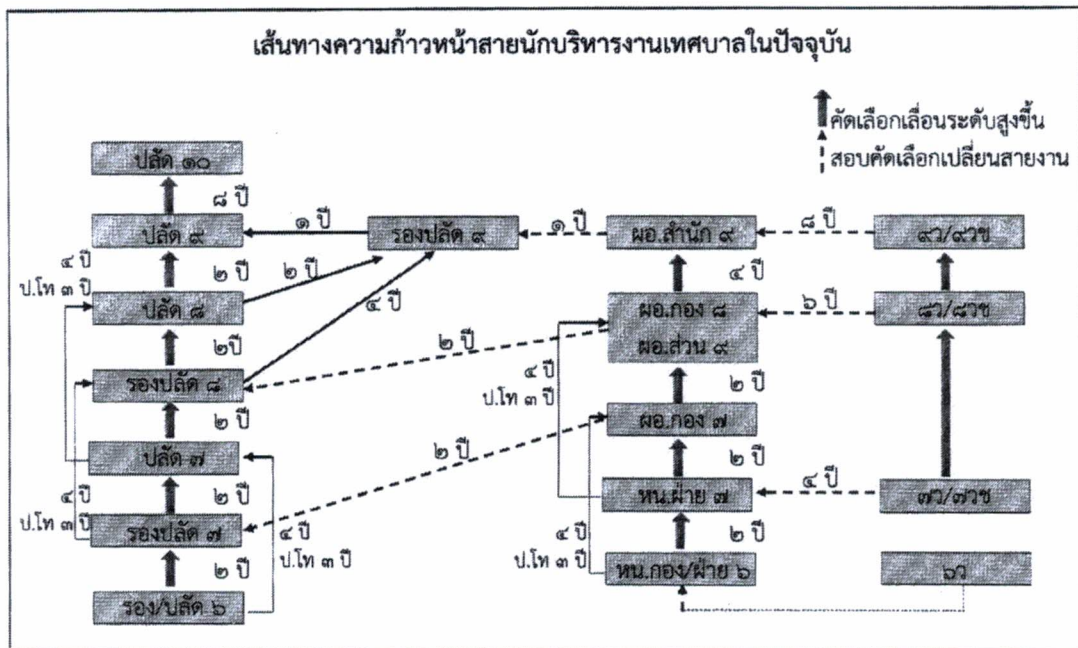 เส้นทางความก้าวหน้าสายนักบริหารงานเทศบาลในปัจจุบัน
คัดเลือกเลื่อนระดับสูงขึ้น
สอบคัดเลือกเปลี่ยนสายงาน
ปลัด ๑๐
๘ ปี
ปลัด ๙
๑ ปี
รองปลัด ๙
๑ ปี
ผอ.สำนัก ๙
๘ ปี
๙ว/๙วช
๔ ปี
ป.โท ๓ ปี
๒ ปี
๒ ปี
๔ ปี
๔ ปี
ปลัด ๘
ผอ.กอง ๘
ผอ.ส่วน ๙
๖ ปี
๘ว/๘วช
๒ปี
๒ ปี
รองปลัด ๘
๔ ปี
ป.โท ๓ ปี
๒ ปี
๒ ปี
ผอ.กอง ๗
ปลัด ๗
๒ ปี
๒ ปี
๔ ปี
ป.โท ๓ ปี
๒ ปี
หน.ฝ่าย ๗
๔ ปี
๗ว/๗วช
รองปลัด ๗
๔ ปี
ป.โท ๓ ปี
๔ ปี
ป.โท ๓ ปี
๒ ปี
๒ ปี
หน.กอง/ฝ่าย ๖
๖ว
รอง/ปลัด ๖